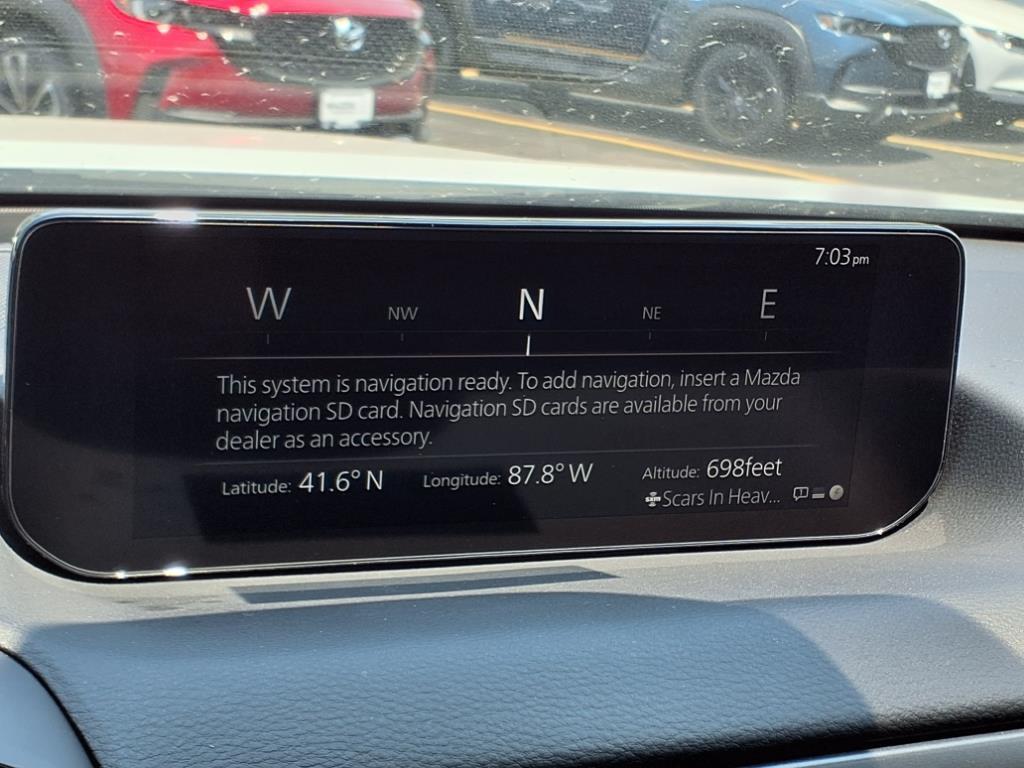 7:03pm
W NW N NE E
This system is navigation ready. To add navigation, insert a Mazda
navigation SD card. Navigation SD cards are available from your
dealer as an accessory.
Latitude: 41.6° N Longitude: 87.8° W Altitude: 698feet
sxm Scars In Heav...